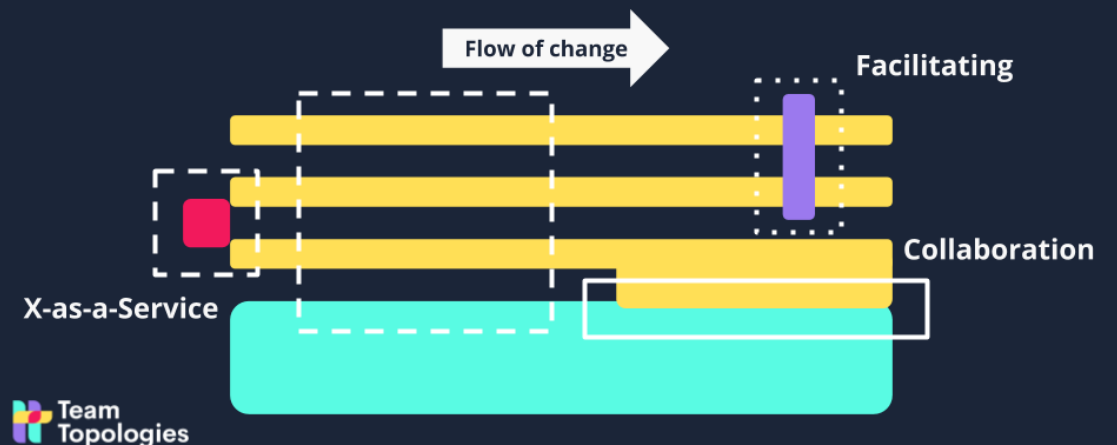 Flow of change
Facilitating
Collaboration
X-as-a-Service
Team
Topologies